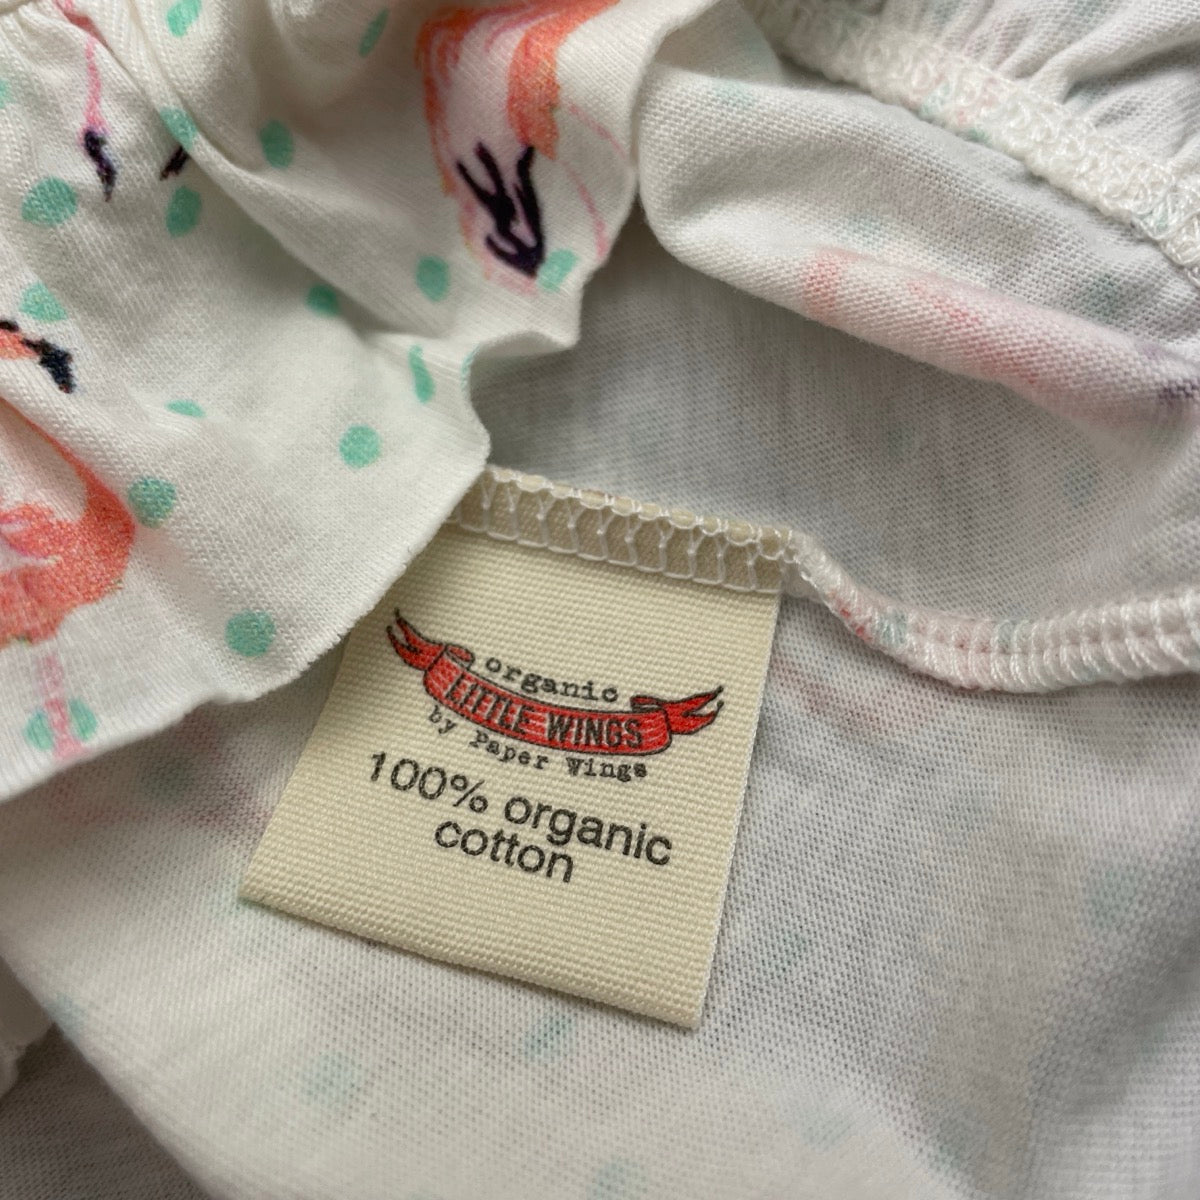 organic
LITTLE WINGS
by Paper Wings
100% organic
cotton